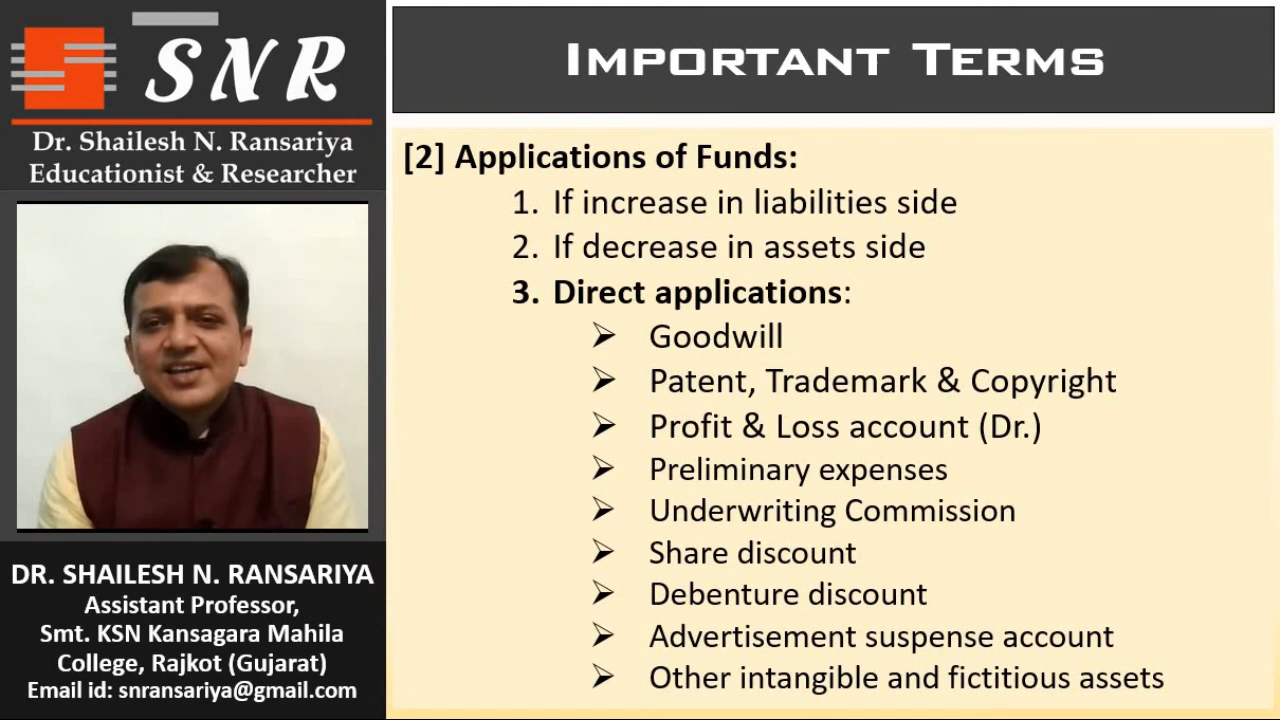 SNR
Dr. Shailesh N. Ransariya
Educationist & Researcher
DR. SHAILESH N. RANSARIYA
Assistant Professor,
Smt. KSN Kansagara Mahila
College, Rajkot (Gujarat)
Email id: snransariya@gmail.com
IMPORTANT TERMS
[2] Applications of Funds:
1. If increase in liabilities side
2. If decrease in assets side
3. Direct applications:
➢ Goodwill
➢ Patent, Trademark & Copyright
➢ Profit & Loss account (Dr.)
➢ Preliminary expenses
➢ Underwriting Commission
➢ Share discount
➢ Debenture discount
➢ Advertisement suspense account
➢ Other intangible and fictitious assets